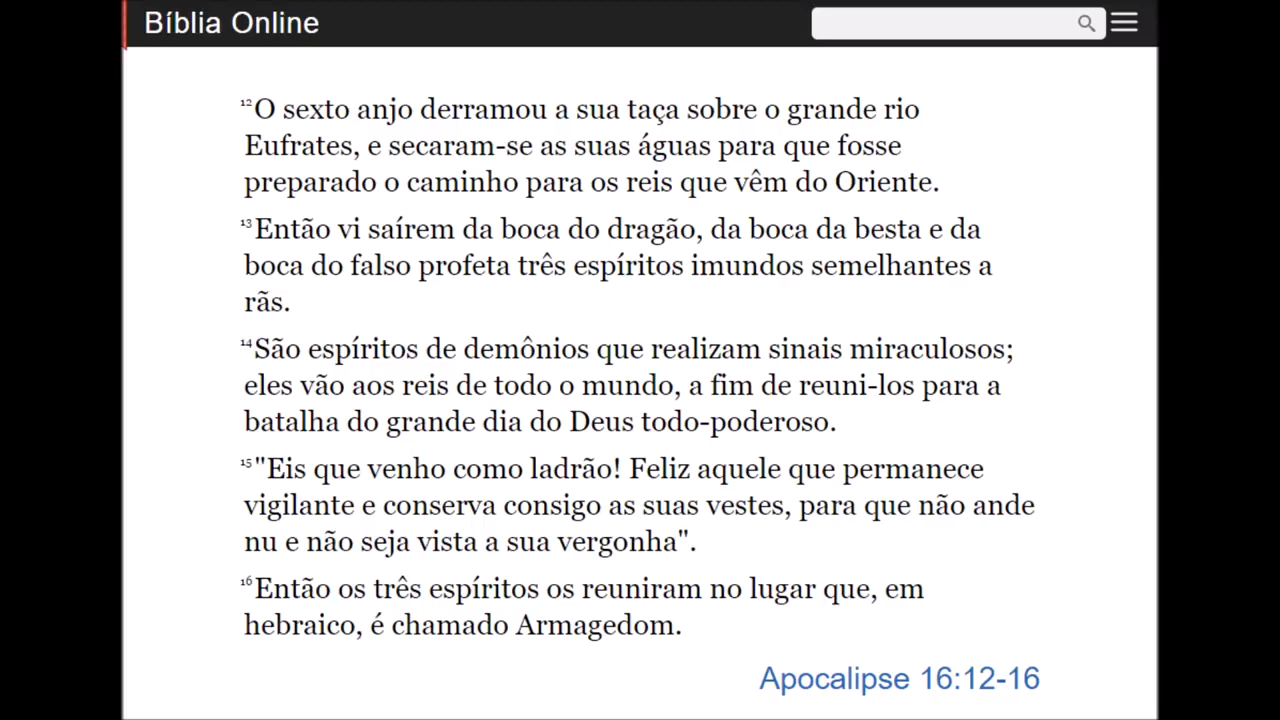 Bíblia Online
¹²O sexto anjo derramou a sua taça sobre o grande rio
Eufrates, e secaram-se as suas águas para que fosse
preparado o caminho para os reis que vêm do Oriente.
¹³Então vi saírem da boca do dragão, da boca da besta e da
boca do falso profeta três espíritos imundos semelhantes a
rãs.
¹⁴São espíritos de demônios que realizam sinais miraculosos;
eles vão aos reis de todo o mundo, a fim de reuni-los para a
batalha do grande dia do Deus todo-poderoso.
¹⁵"Eis que venho como ladrão! Feliz aquele que permanece
vigilante e conserva consigo as suas vestes, para que não ande
nu e não seja vista a sua vergonha".
¹⁶Então os três espíritos os reuniram no lugar que, em
hebraico, é chamado Armagedom.
Apocalipse 16:12-16